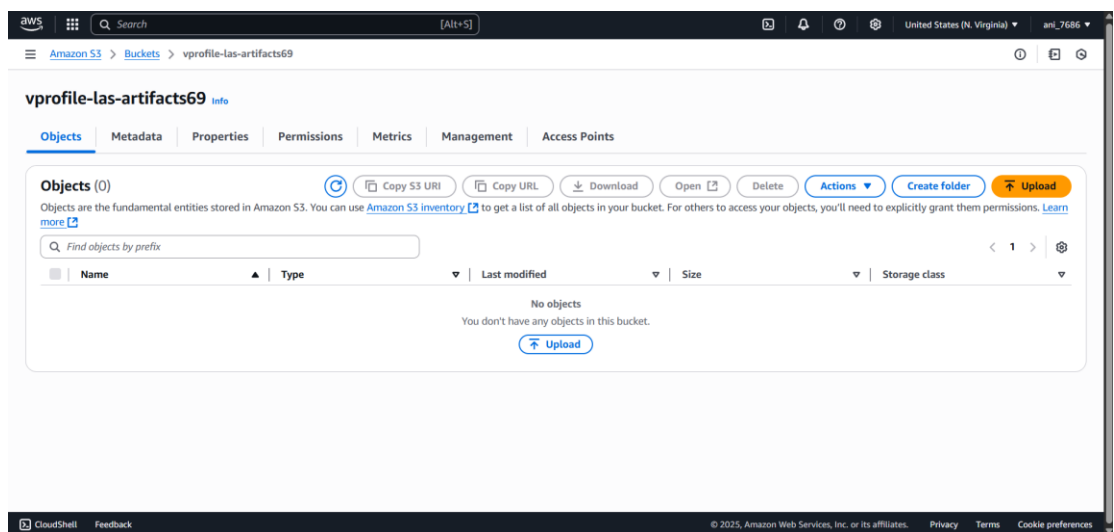 aws Search [Alt+S] United States (N. Virginia) ani_7686
Amazon S3 > Buckets > vprofile-las-artifacts69
vprofile-las-artifacts69 Info
Objects Metadata Properties Permissions Metrics Management Access Points
Objects (0) Copy S3 URI Copy URL Download Open Delete Actions Create folder Upload
Objects are the fundamental entities stored in Amazon S3. You can use Amazon S3 inventory to get a list of all objects in your bucket. For others to access your objects, you'll need to explicitly grant them permissions. Learn
more
Find objects by prefix 1
Name Type Last modified Size Storage class
No objects
You don't have any objects in this bucket.
Upload
CloudShell Feedback © 2025, Amazon Web Services, Inc. or its affiliates. Privacy Terms Cookie preferences